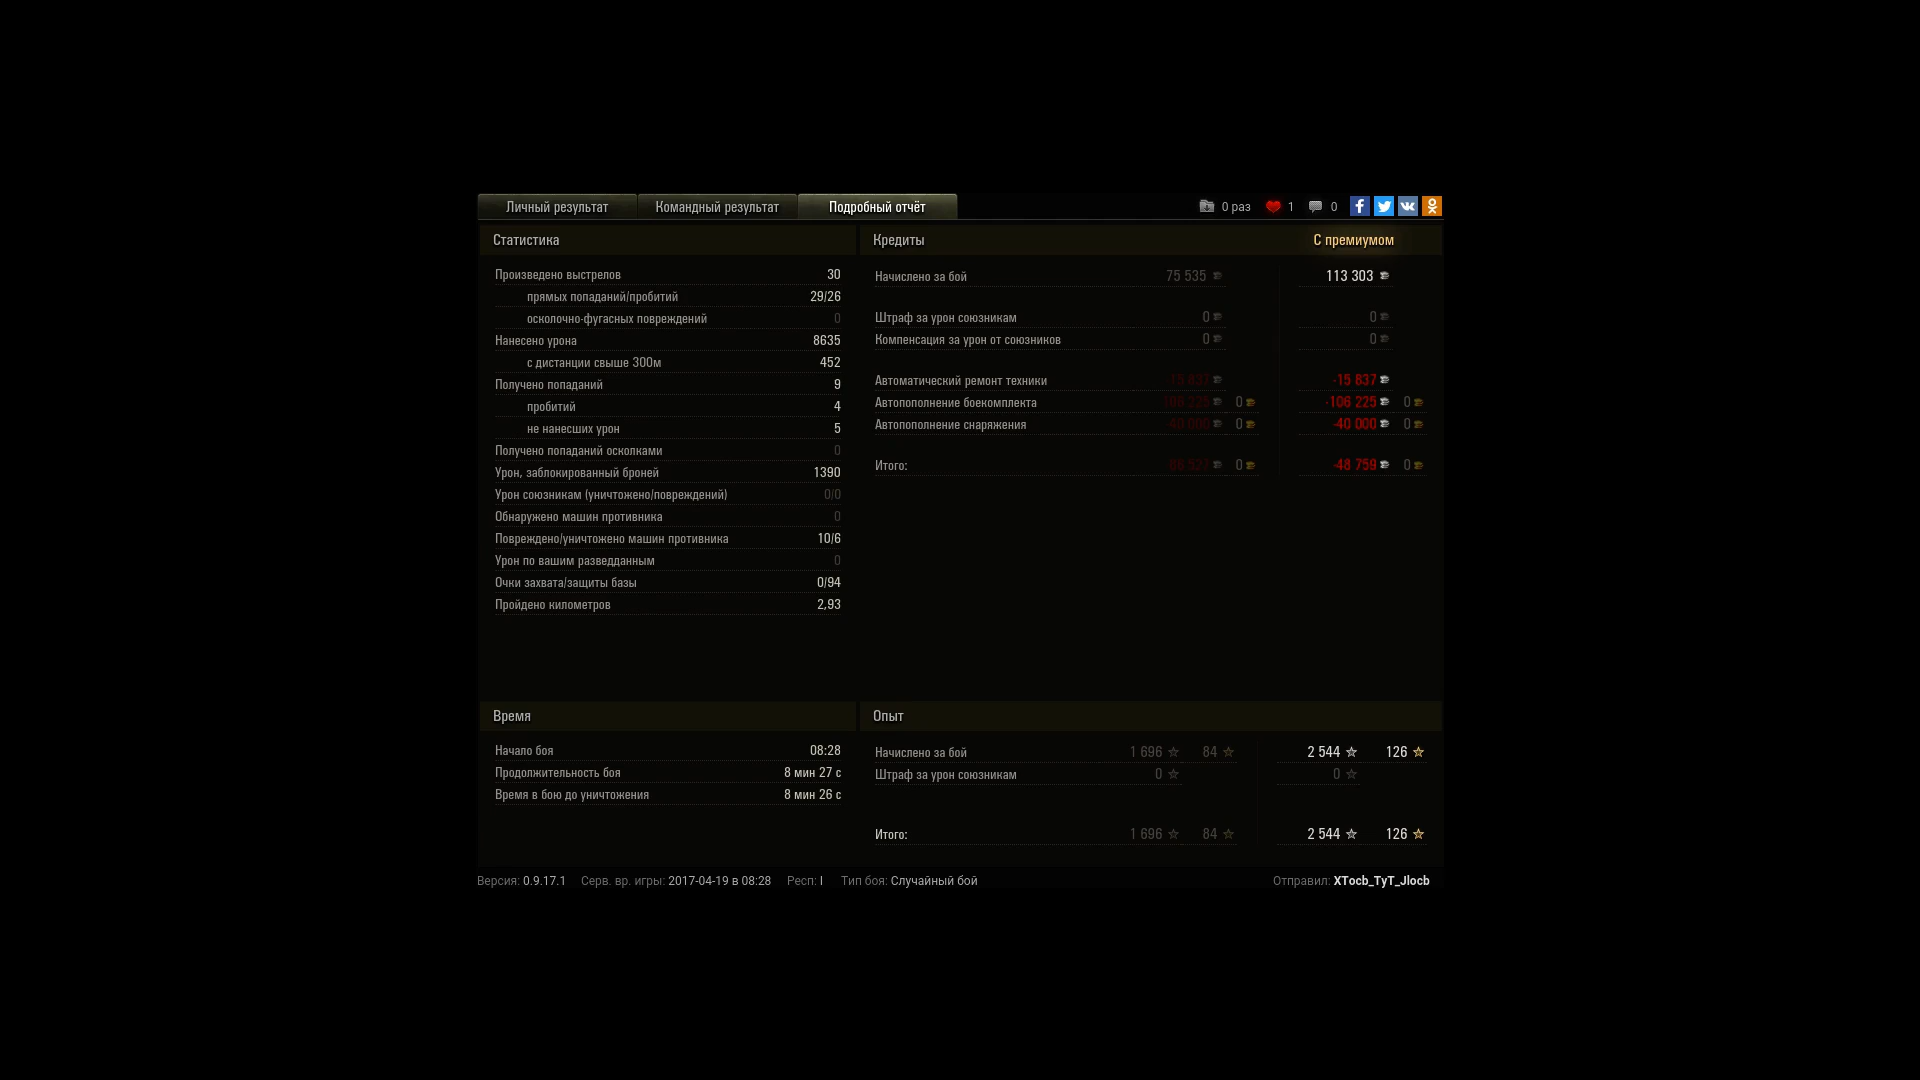 Личный результат Командный результат Подробный отчёт 0 раз 1 0
Статистика
Произведено выстрелов 30
прямых попаданий/пробитий 29/26
осколочно-фугасных повреждений 0
Нанесено урона 8635
с дистанции свыше 300м 452
Получено попаданий 9
пробитий 4
не нанесших урон 5
Получено попаданий осколками 0
Урон, заблокированный броней 1390
Урон союзникам (уничтожено/повреждений) 0/0
Обнаружено машин противника 0
Повреждено/уничтожено машин противника 10/6
Урон по вашим разведданным 0
Очки захвата/защиты базы 0/94
Пройдено километров 2,93
Кредиты С премиумом
Начислено за бой 75 535 113 303
Штраф за урон союзникам 0 0
Компенсация за урон от союзников 0 0
Автоматический ремонт техники -15 837 -15 837
Автопополнение боекомплекта -106 225 0 -106 225 0
Автопополнение снаряжения -40 000 0 -40 000 0
Итого: -86 527 0 -48 759 0
Время
Начало боя 08:28
Продолжительность боя 8 мин 27 с
Время в бою до уничтожения 8 мин 26 с
Опыт
Начислено за бой 1 696 84 2 544 126
Штраф за урон союзникам 0 0
Итого: 1 696 84 2 544 126
Версия: 0.9.17.1 Серв. вр. игры: 2017-04-19 в 08:28 Респ: I Тип боя: Случайный бой Отправил: XTocb_TyT_Jlocb